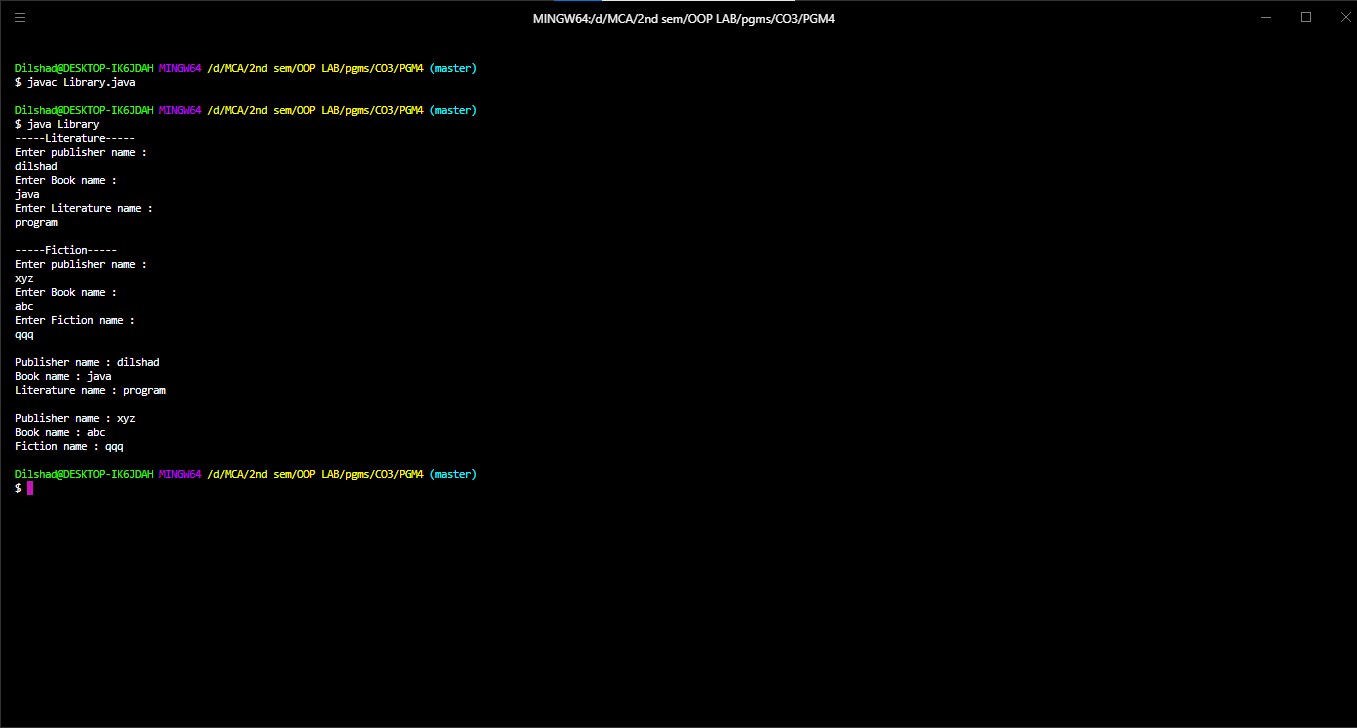 MINGW64:/d/MCA/2nd sem/OOP LAB/pgms/CO3/PGM4
Dilshad@DESKTOP-IK6JDAH MINGW64 /d/MCA/2nd sem/OOP LAB/pgms/CO3/PGM4 (master)
$ javac Library.java
Dilshad@DESKTOP-IK6JDAH MINGW64 /d/MCA/2nd sem/OOP LAB/pgms/CO3/PGM4 (master)
$ java Library
-----Literature-----
Enter publisher name :
dilshad
Enter Book name :
java
Enter Literature name :
program
-----Fiction-----
Enter publisher name :
xyz
Enter Book name :
abc
Enter Fiction name :
qqq
Publisher name : dilshad
Book name : java
Literature name : program
Publisher name : xyz
Book name : abc
Fiction name : qqq
Dilshad@DESKTOP-IK6JDAH MINGW64 /d/MCA/2nd sem/OOP LAB/pgms/CO3/PGM4 (master)
$